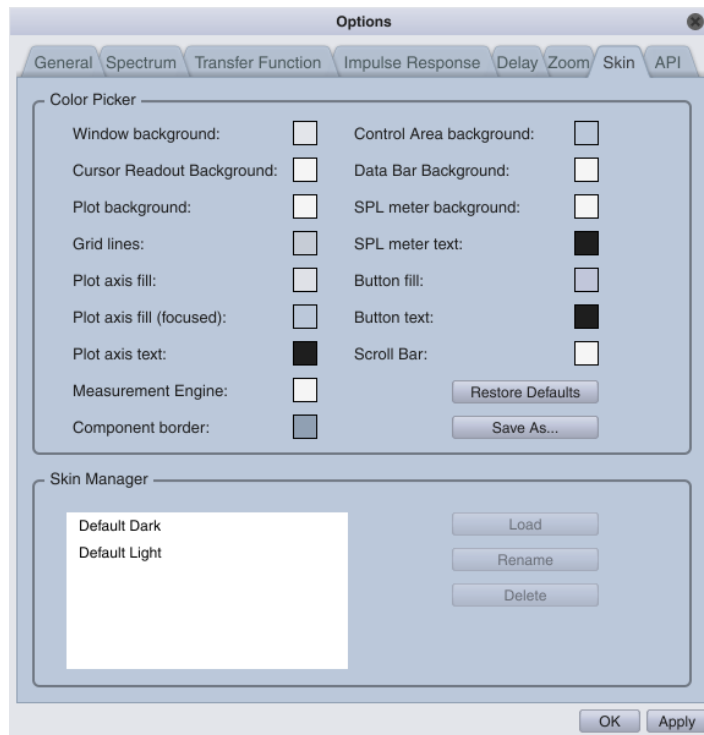 Options
General Spectrum Transfer Function Impulse Response Delay Zoom Skin API
Color Picker
Window background: Control Area background:
Cursor Readout Background: Data Bar Background:
Plot background: SPL meter background:
Grid lines: SPL meter text:
Plot axis fill: Button fill:
Plot axis fill (focused): Button text:
Plot axis text: Scroll Bar:
Measurement Engine: Restore Defaults
Component border: Save As...
Skin Manager
Default Dark Load
Default Light Rename
Delete
OK Apply